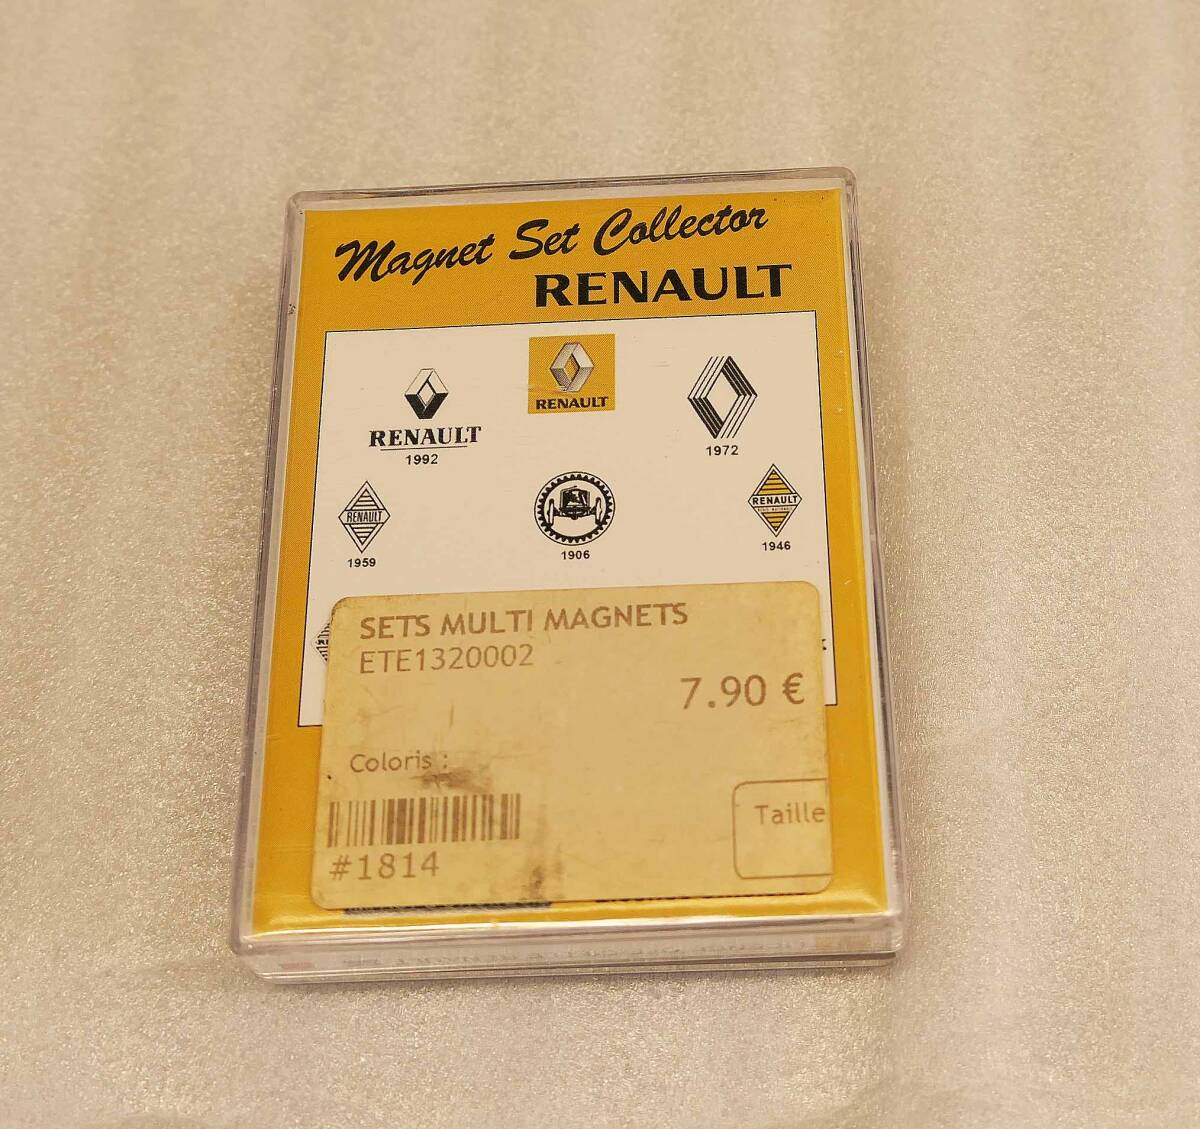 Magnet Set Collector
RENAULT
RENAULT
RENAULT
1992
1972
RENAULT
1959
1906
RENAULT
1946
SETS MULTI MAGNETS
ETE1320002
7.90 €
Coloris :
Taille
#1814